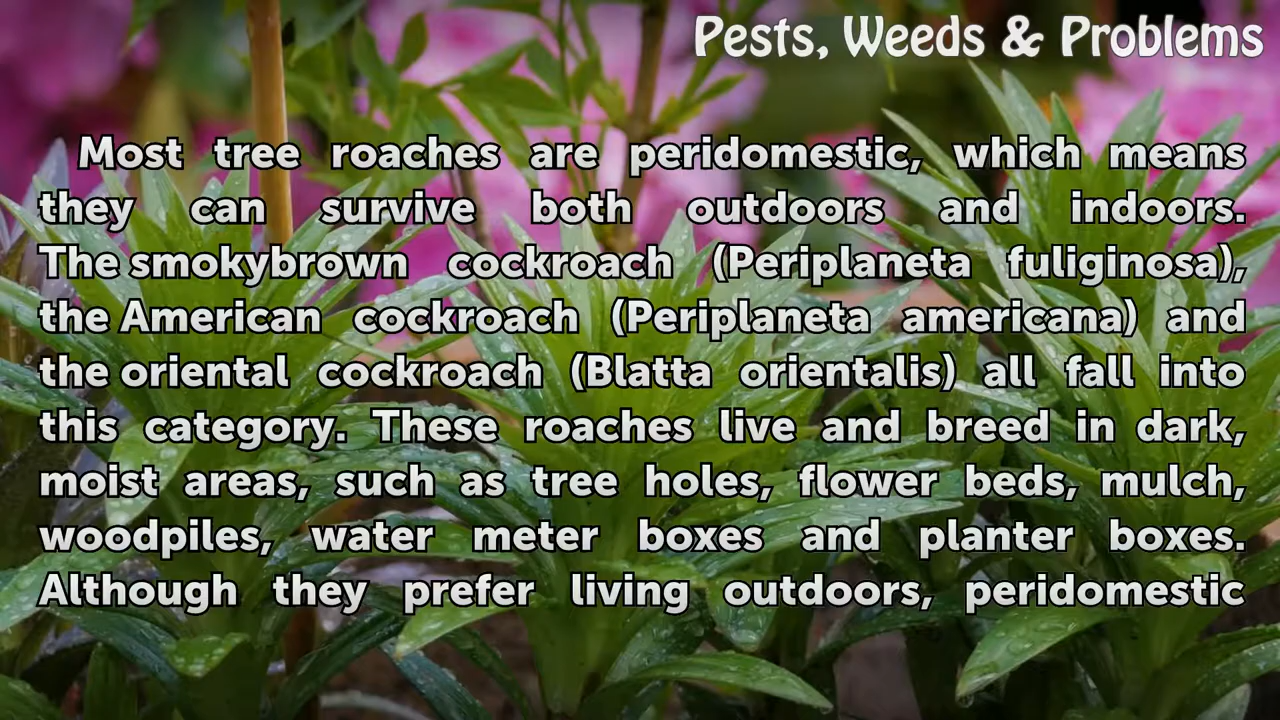 Pests, Weeds & Problems
Most tree roaches are peridomestic, which means
they can survive both outdoors and indoors.
The smokybrown cockroach (Periplaneta fuliginosa),
the American cockroach (Periplaneta americana) and
the oriental cockroach (Blatta orientalis) all fall into
this category. These roaches live and breed in dark,
moist areas, such as tree holes, flower beds, mulch,
woodpiles, water meter boxes and planter boxes.
Although they prefer living outdoors, peridomestic